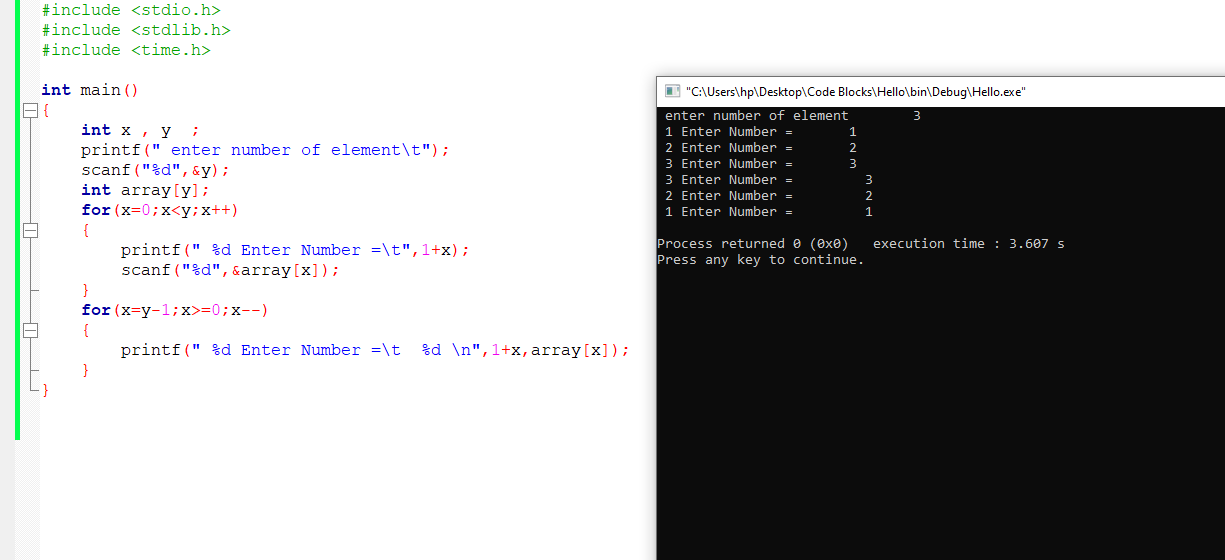 #include <stdio.h>
#include <stdlib.h>
#include <time.h>
int main()
{
int x , y  ;
printf(" enter number of element\t");
scanf("%d",&y);
int array[y];
for(x=0;x<y;x++)
{
printf(" %d Enter Number =\t",1+x);
scanf("%d",&array[x]);
}
for(x=y-1;x>=0;x--)
{
printf(" %d Enter Number =\t  %d \n",1+x,array[x]);
}
}
"C:\Users\hp\Desktop\Code Blocks\Hello\bin\Debug\Hello.exe"
enter number of element        3
1 Enter Number =       1
2 Enter Number =       2
3 Enter Number =       3
3 Enter Number =         3
2 Enter Number =         2
1 Enter Number =         1
Process returned 0 (0x0)   execution time : 3.607 s
Press any key to continue.